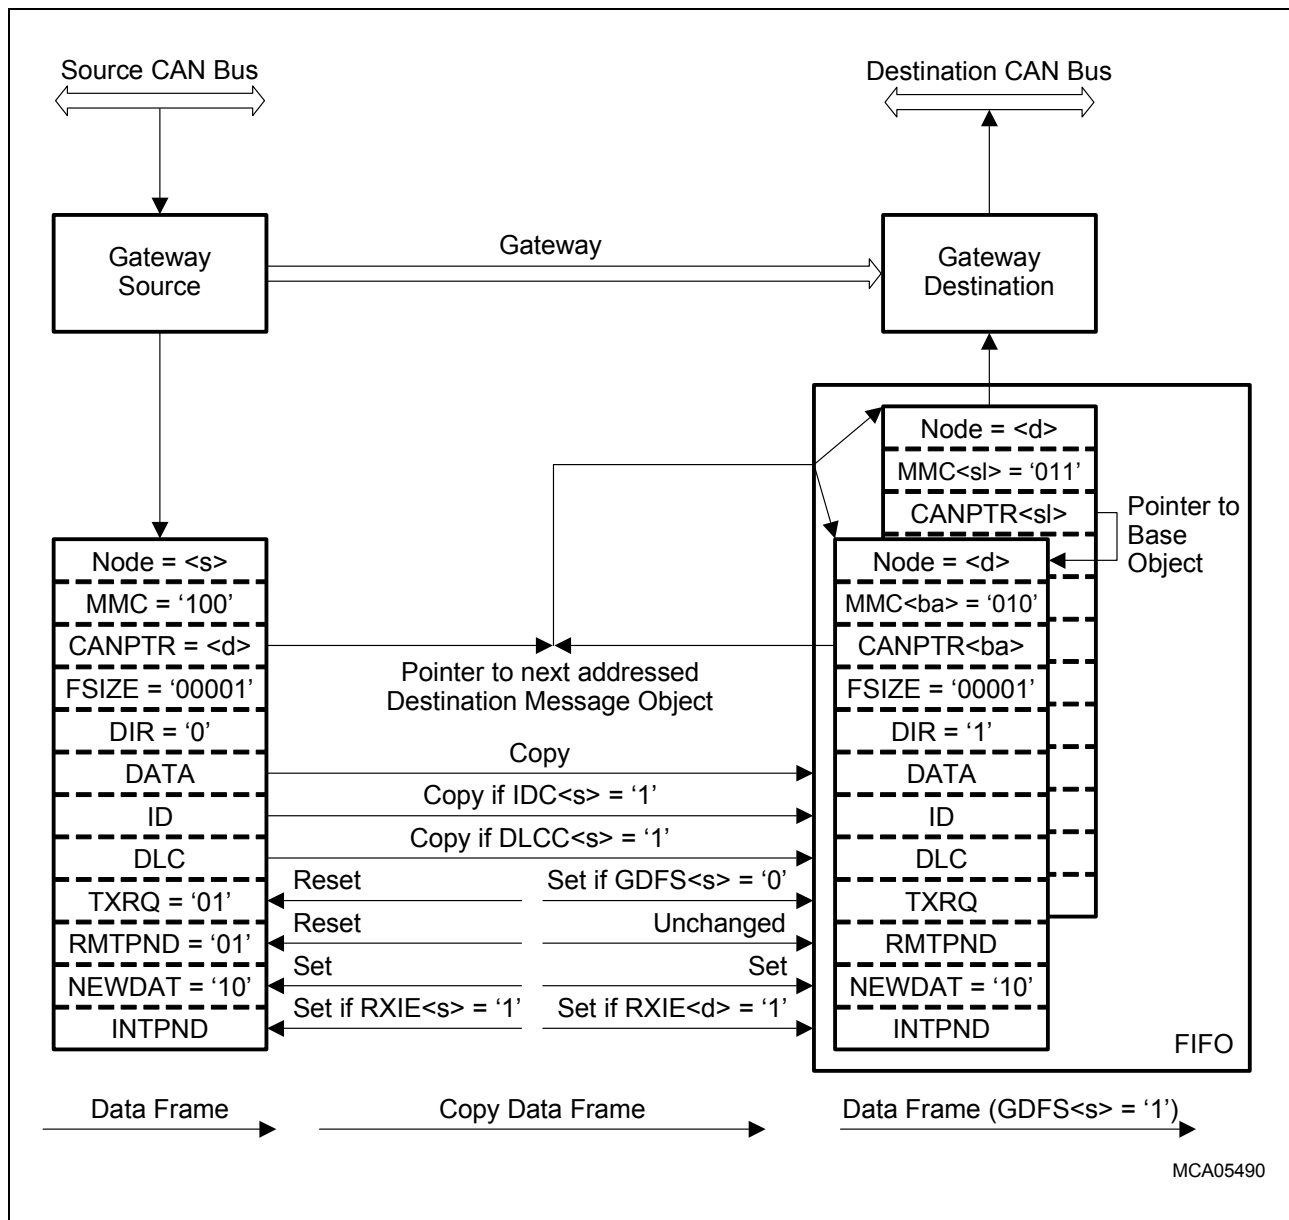 Source CAN Bus
Destination CAN Bus
Gateway
Source
Gateway
Gateway
Destination
Node = <d>
MMC<sl> = ‘011’
CANPTR<sl>
Pointer to
Base
Object
Node = <s>
MMC = ‘100’
CANPTR = <d>
FSIZE = ‘00001’
DIR = ‘0’
DATA
ID
DLC
TXRQ = ‘01’
RMTPND = ‘01’
NEWDAT = ‘10’
INTPND
Pointer to next addressed
Destination Message Object
Copy
Copy if IDC<s> = ‘1’
Copy if DLCC<s> = ‘1’
Reset
Set if GDFS<s> = ‘0’
Reset
Unchanged
Set
Set
Set if RXIE<s> = ‘1’
Set if RXIE<d> = ‘1’
Node = <d>
MMC<ba> = ‘010’
CANPTR<ba>
FSIZE = ‘00001’
DIR = ‘1’
DATA
ID
DLC
TXRQ
RMTPND
NEWDAT = ‘10’
INTPND
FIFO
Data Frame
Copy Data Frame
Data Frame (GDFS<s> = ‘1’)
MCA05490